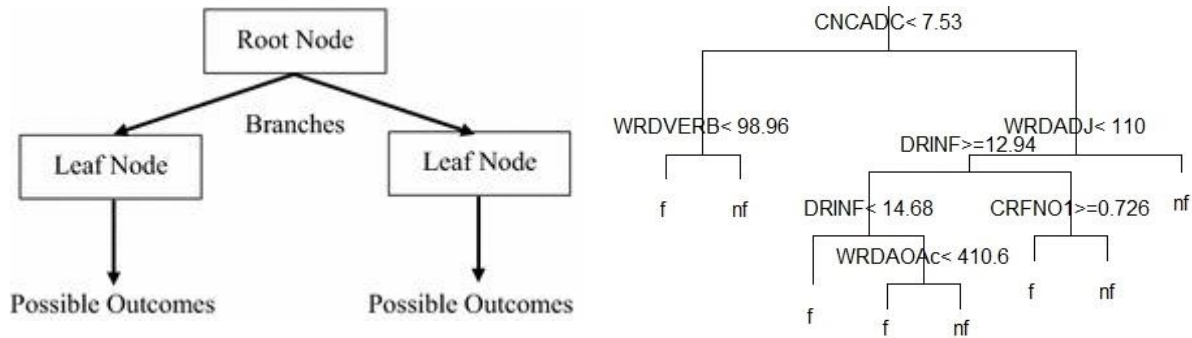 Root Node
Branches
Leaf Node
Leaf Node
Possible Outcomes
Possible Outcomes
CNCADC< 7.53
WRDVERB< 98.96
WRDADJ< 110
DRINF>=12.94
f
nf
DRINF< 14.68
CRFNO1>=0.726
nf
WRDAOAc< 410.6
f
f
nf
f
nf